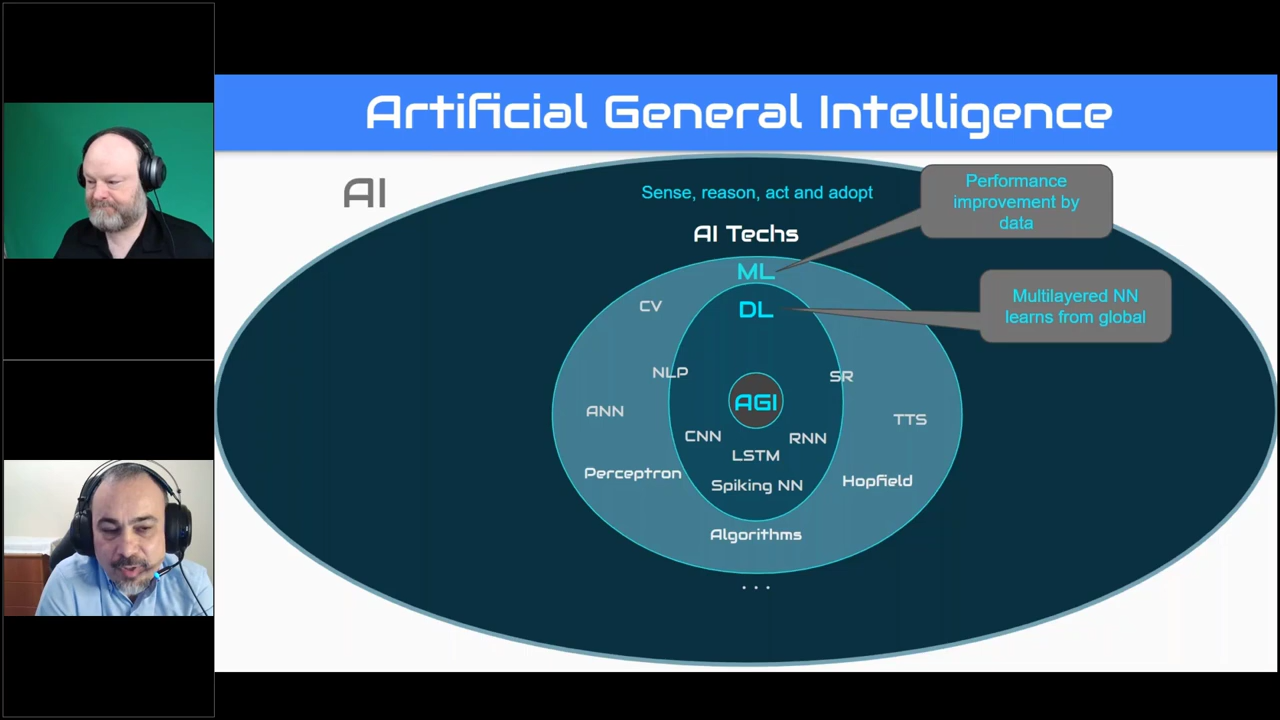 Artificial General Intelligence
AI
Sense, reason, act and adopt
Performance
improvement by
data
AI Techs
ML
CV
DL
Multilayered NN
learns from global
NLP
SR
ANN
AGI
TTS
CNN
RNN
LSTM
Perceptron
Spiking NN
Hopfield
Algorithms
...